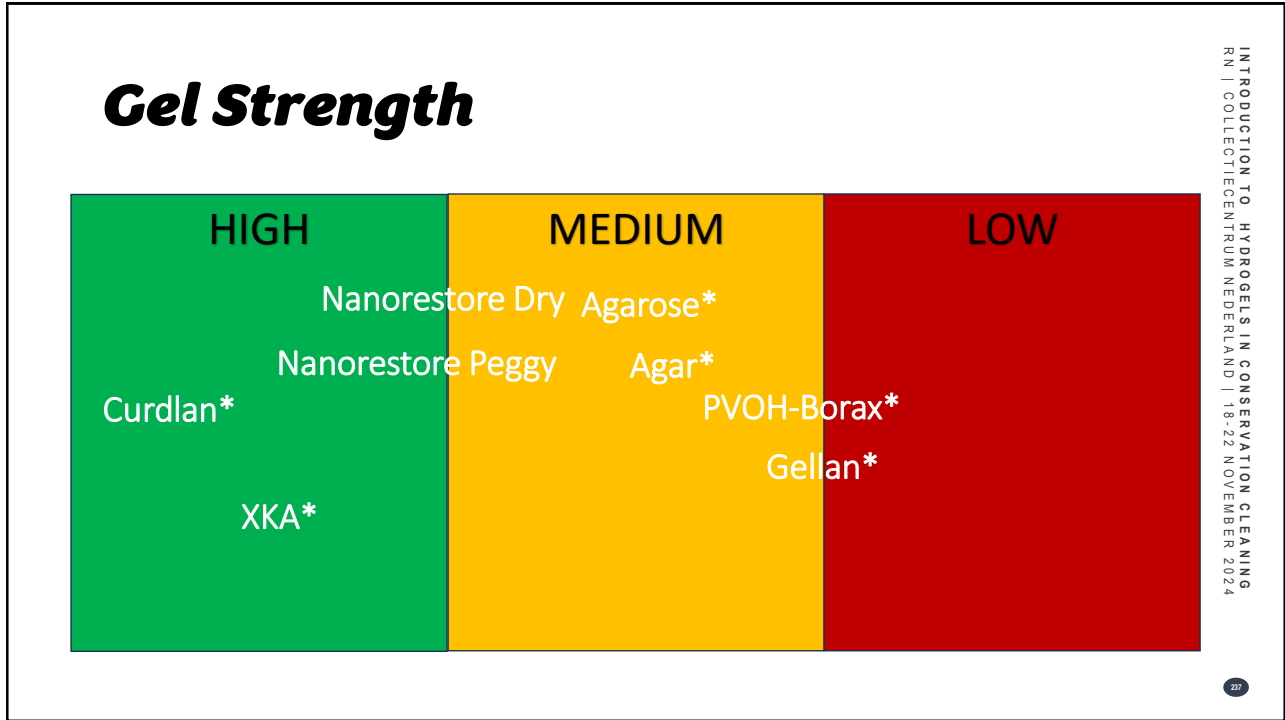 Gel Strength
HIGH
MEDIUM
LOW
Nanorestore Dry
Agarose*
Nanorestore Peggy
Agar*
Curdlan*
PVOH-Borax*
Gellan*
XKA*
INTRODUCTION TO HYDROGELS IN CONSERVATION CLEANING
RN | COLLECTIECENTRUM NEDERLAND | 18-22 NOVEMBER 2024
237